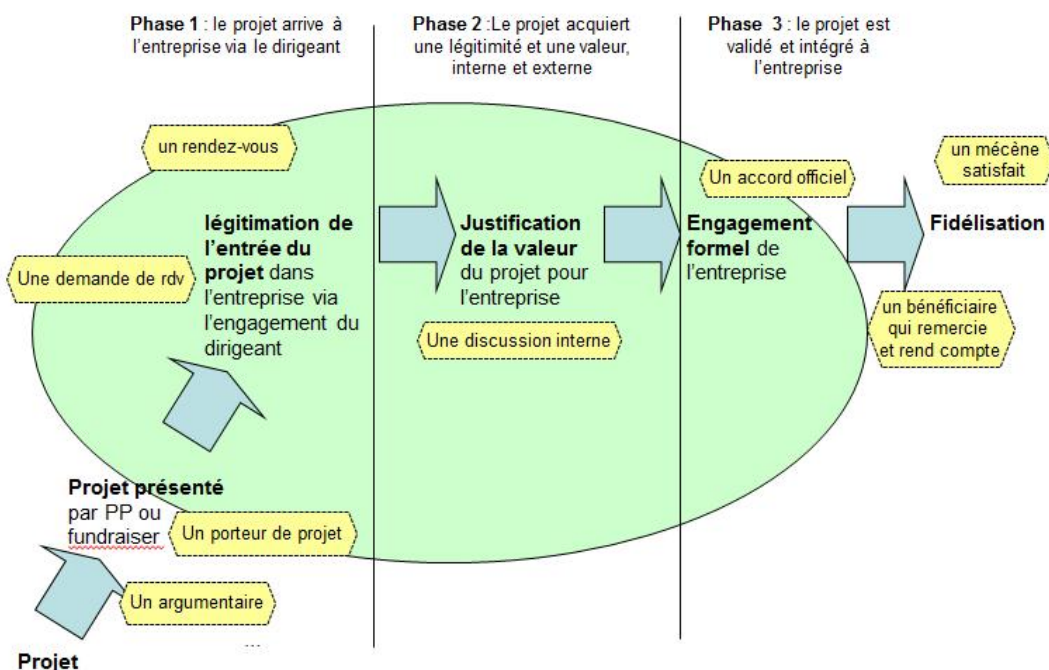 Phase 1 : le projet arrive à
l'entreprise via le dirigeant
Phase 2 :Le projet acquiert
une légitimité et une valeur,
interne et externe
Phase 3 : le projet est
validé et intégré à
l'entreprise
un rendez-vous
Une demande de rdv
légitimation de
l'entrée du
projet dans
l'entreprise via
l'engagement du
dirigeant
Justification
de la valeur
du projet pour
l'entreprise
Une discussion interne
Un accord officiel
Engagement
formel de
l'entreprise
un mécène
satisfait
Fidélisation
un bénéficiaire
qui remercie
et rend compte
Projet présenté
par PP ou
fundraiser
Un porteur de projet
Un argumentaire
...
Projet